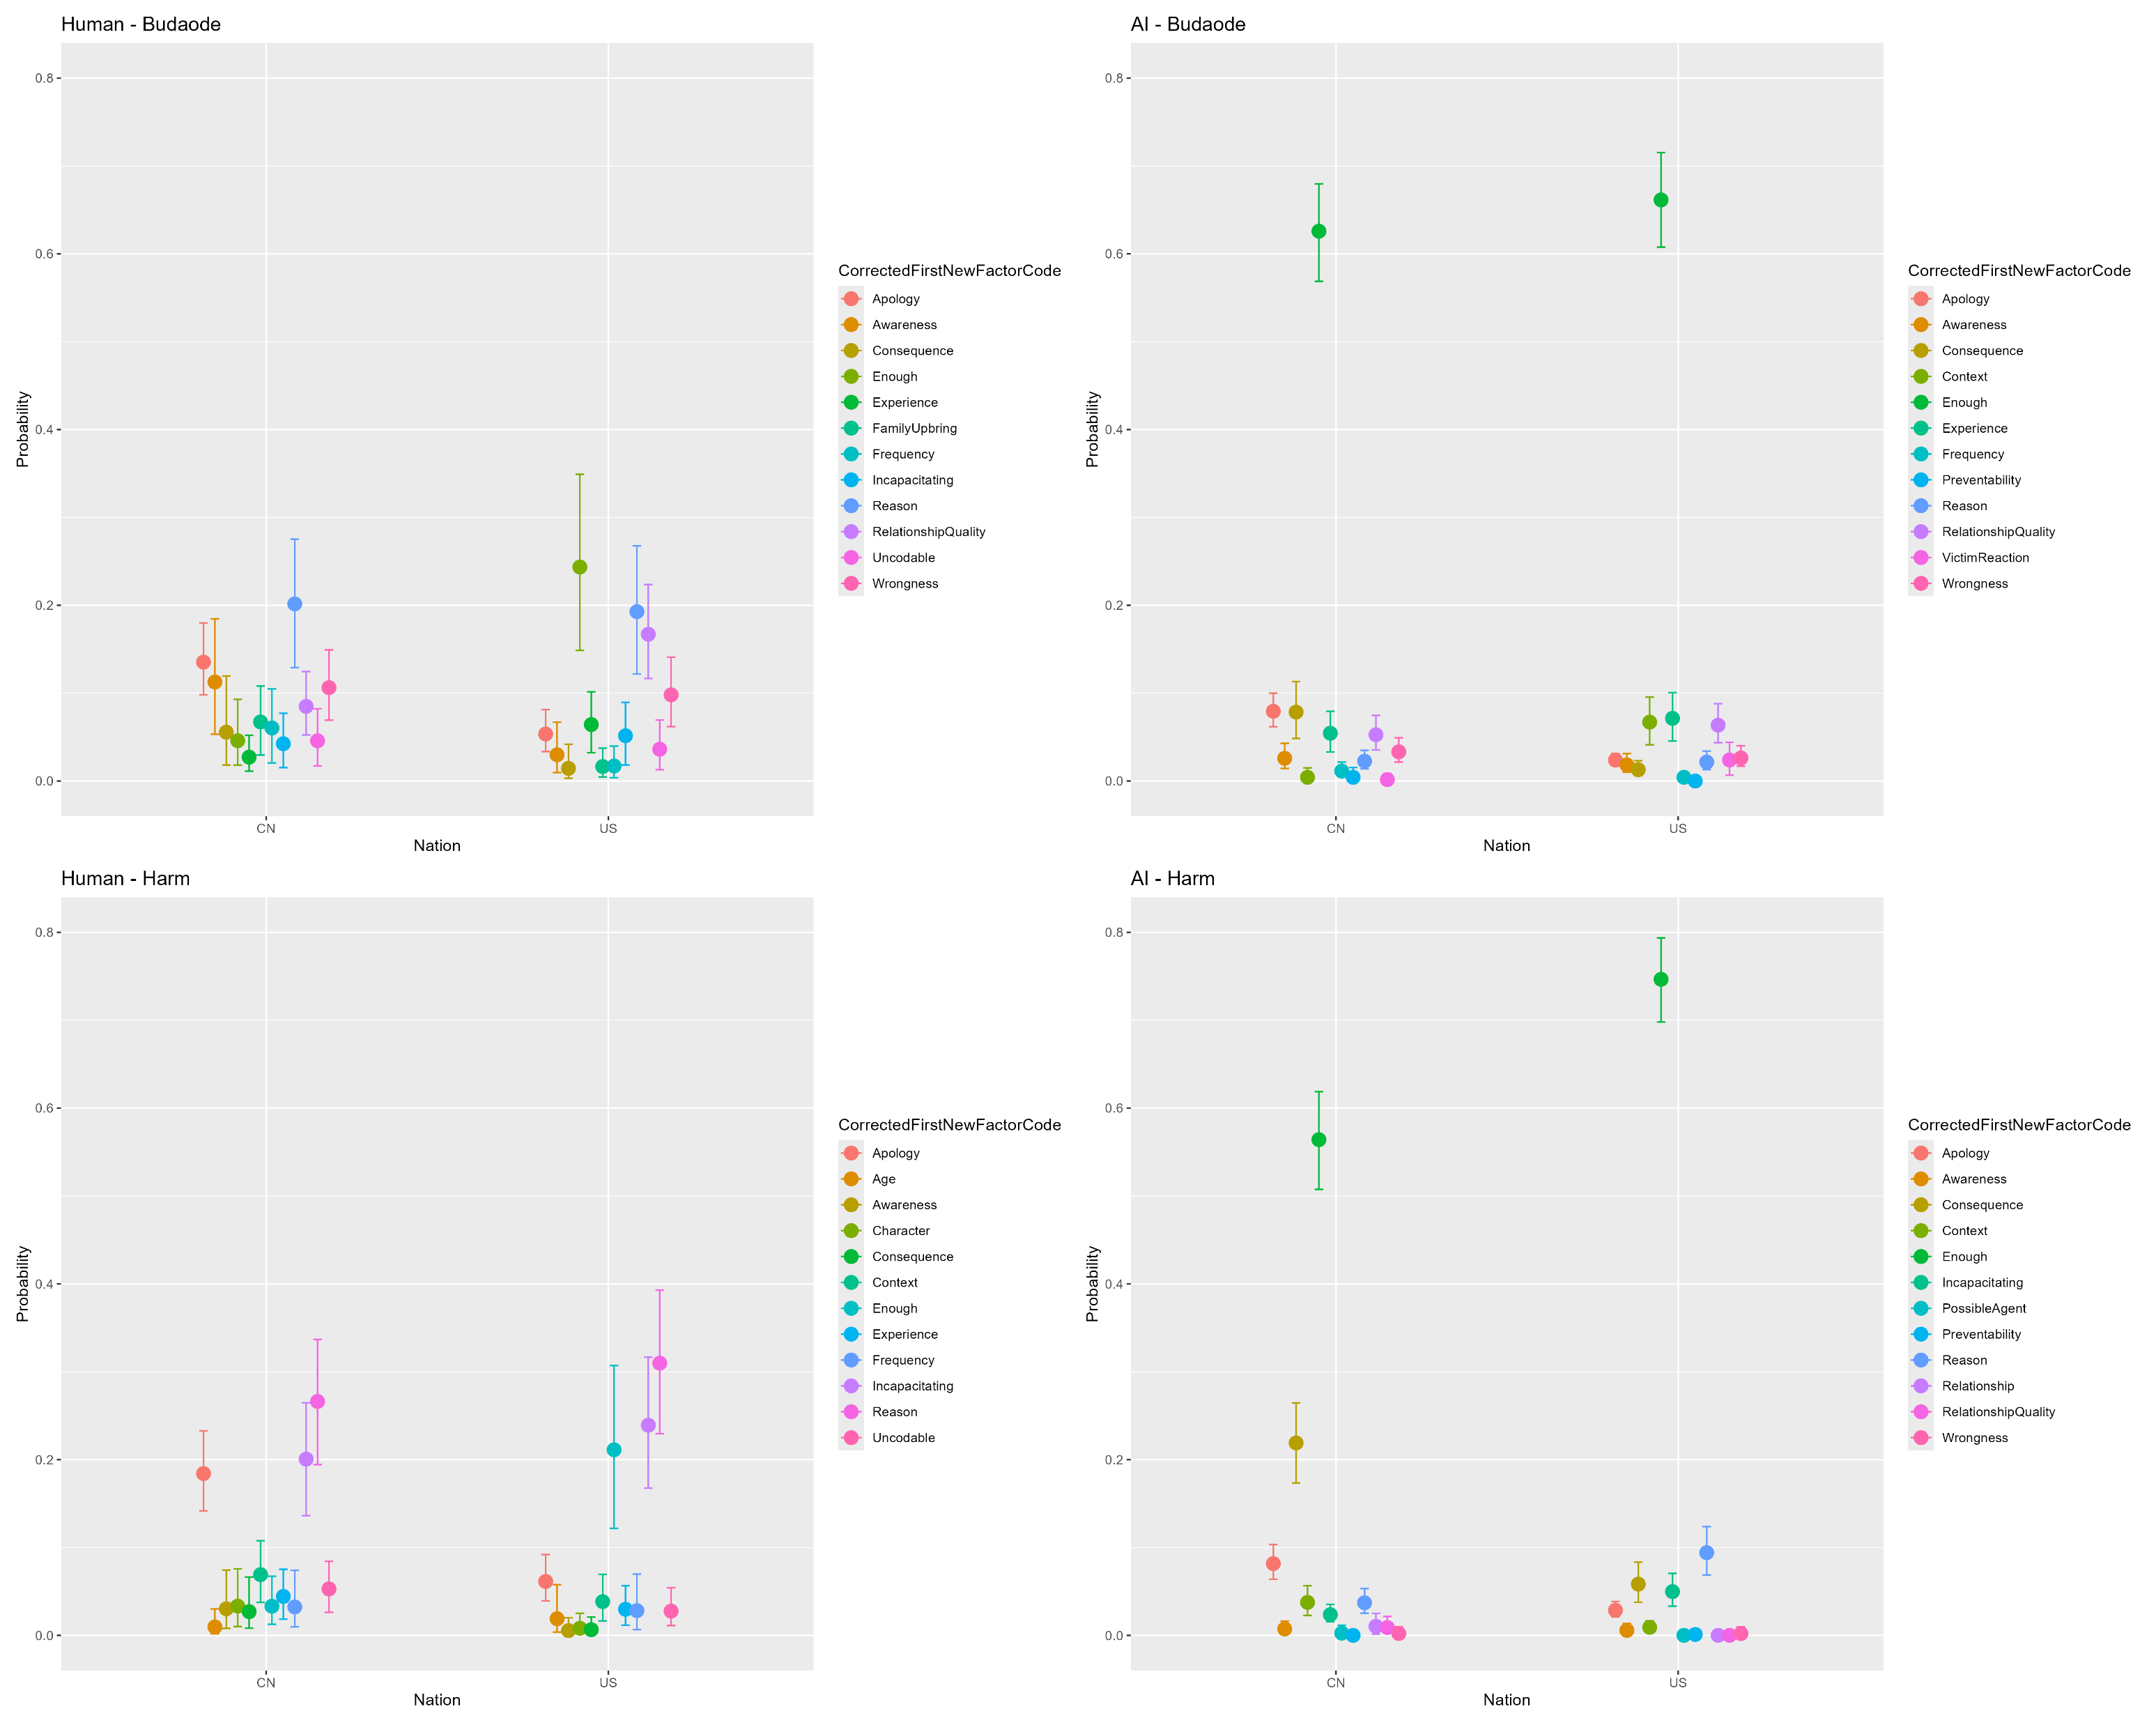 Human - Budaode
0.8
0.6
0.4
0.2
0.0
Probability
CN
US
Nation
CorrectedFirstNewFactorCode
Apology
Awareness
Consequence
Enough
Experience
FamilyUpbring
Frequency
Incapacitating
Reason
RelationshipQuality
Uncodable
Wrongness
AI - Budaode
0.8
0.6
0.4
0.2
0.0
Probability
CN
US
Nation
CorrectedFirstNewFactorCode
Apology
Awareness
Consequence
Context
Enough
Experience
Frequency
Preventability
Reason
RelationshipQuality
VictimReaction
Wrongness
Human - Harm
0.8
0.6
0.4
0.2
0.0
Probability
CN
US
Nation
CorrectedFirstNewFactorCode
Apology
Age
Awareness
Character
Consequence
Context
Enough
Experience
Frequency
Incapacitating
Reason
Uncodable
AI - Harm
0.8
0.6
0.4
0.2
0.0
Probability
CN
US
Nation
CorrectedFirstNewFactorCode
Apology
Awareness
Consequence
Context
Enough
Incapacitating
PossibleAgent
Preventability
Reason
Relationship
RelationshipQuality
Wrongness